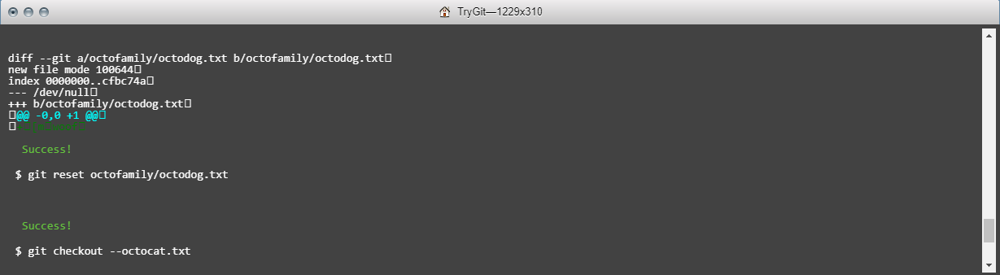 TryGit—1229x310
diff --git a/octofamily/octodog.txt b/octofamily/octodog.txt
new file mode 100644
index 0000000..cfbc74a
--- /dev/null
+++ b/octofamily/octodog.txt
@@ -0,0 +1 @@
Success!
$ git reset octofamily/octodog.txt
Success!
$ git checkout --octocat.txt